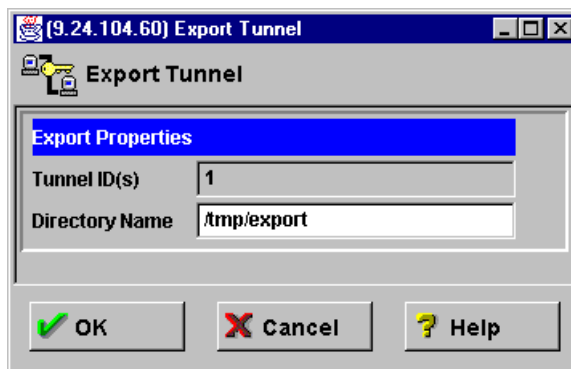 (9.24.104.60) Export Tunnel
Export Tunnel
Export Properties
Tunnel ID(s) 1
Directory Name /tmp/export
OK Cancel Help